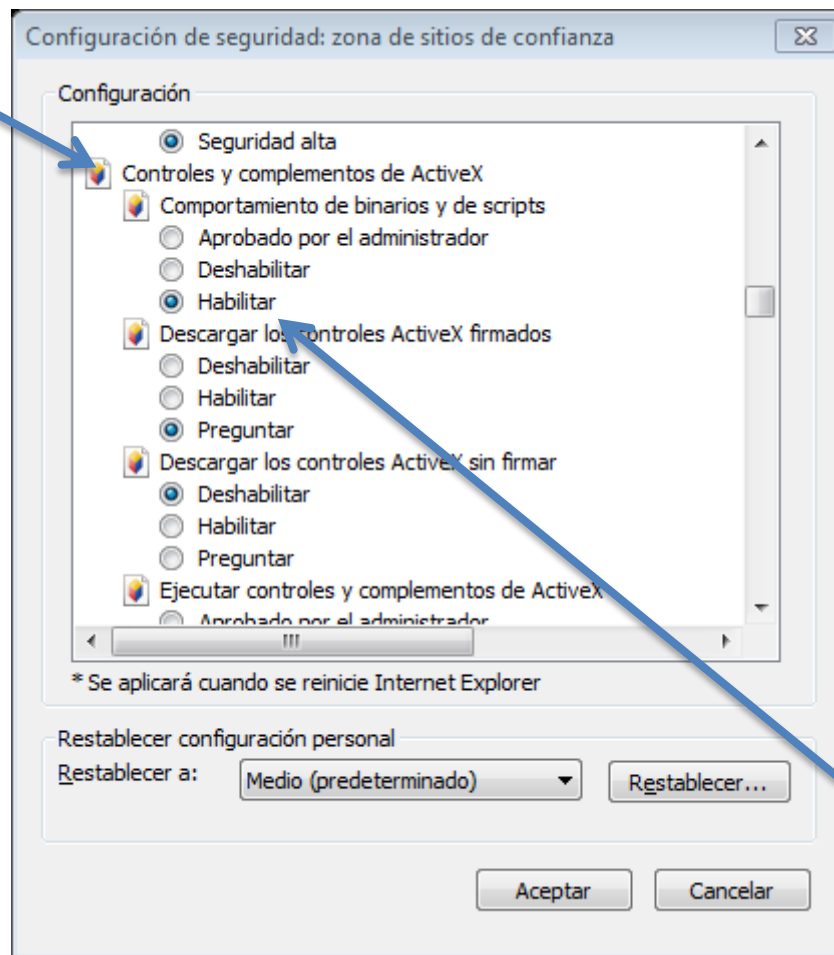 Configuración de seguridad: zona de sitios de confianza
Configuración
Seguridad alta
Controles y complementos de ActiveX
Comportamiento de binarios y de scripts
Aprobado por el administrador
Deshabilitar
Habilitar
Descargar los controles ActiveX firmados
Deshabilitar
Habilitar
Preguntar
Descargar los controles ActiveX sin firmar
Deshabilitar
Habilitar
Preguntar
Ejecutar controles y complementos de ActiveX
Aprobado por el administrador
* Se aplicará cuando se reinicie Internet Explorer
Restablecer configuración personal
Restablecer a: Medio (predeterminado) Restablecer...
Aceptar Cancelar